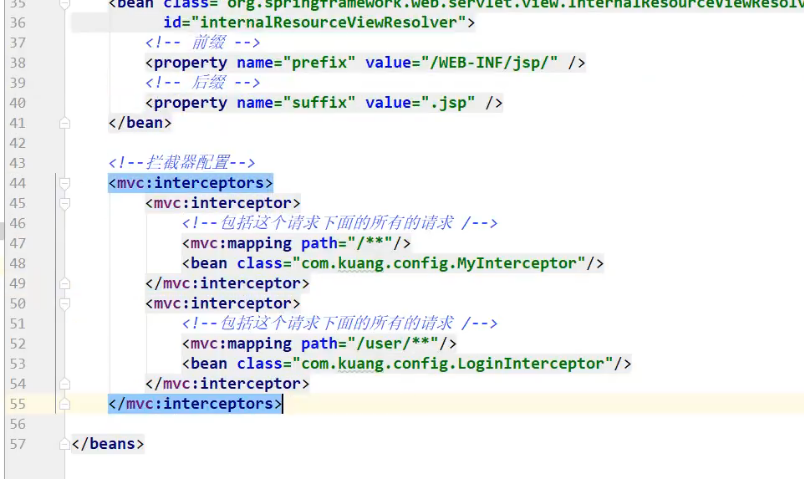 35 <bean class="org.springframework.web.servlet.view.InternalResourceViewResolv
36 id="internalResourceViewResolver">
37 <!-- 前缀 -->
38 <property name="prefix" value="/WEB-INF/jsp/" />
39 <!-- 后缀 -->
40 <property name="suffix" value=".jsp" />
41 </bean>
42
43 <!--拦截器配置-->
44 <mvc:interceptors>
45 <mvc:interceptor>
46 <!--包括这个请求下面的所有的请求 /-->
47 <mvc:mapping path="/**"/>
48 <bean class="com.kuang.config.MyInterceptor"/>
49 </mvc:interceptor>
50 <mvc:interceptor>
51 <!--包括这个请求下面的所有的请求 /-->
52 <mvc:mapping path="/user/**"/>
53 <bean class="com.kuang.config.LoginInterceptor"/>
54 </mvc:interceptor>
55 </mvc:interceptors>
56
57 </beans>